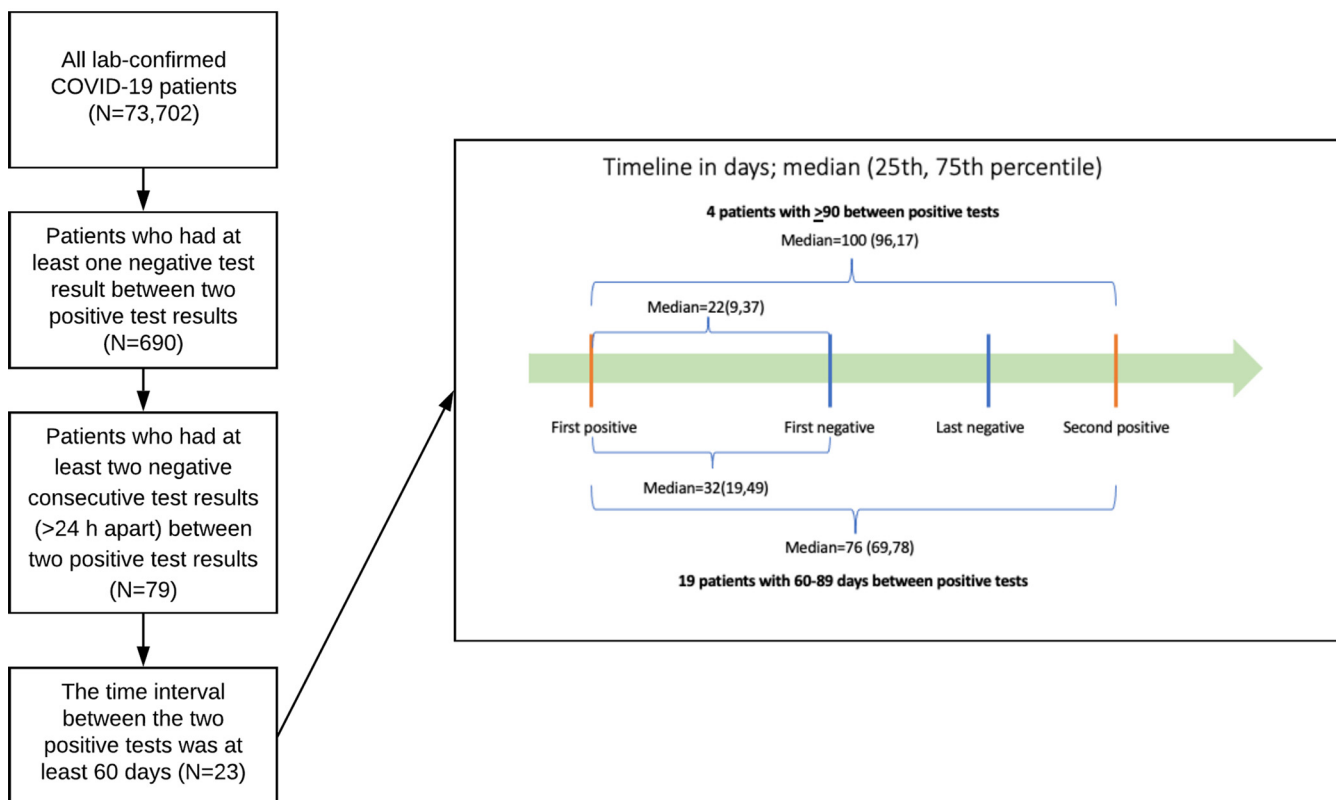 All lab-confirmed
COVID-19 patients
(N=73,702)
Patients who had at
least one negative test
result between two
positive test results
(N=690)
Patients who had at
least two negative
consecutive test results
(>24 h apart) between
two positive test results
(N=79)
The time interval
between the two
positive tests was at
least 60 days (N=23)
Timeline in days; median (25th, 75th percentile)
4 patients with ≥90 between positive tests
Median=100 (96,17)
Median=22(9,37)
First positive
First negative
Last negative
Second positive
Median=32(19,49)
Median=76 (69,78)
19 patients with 60-89 days between positive tests